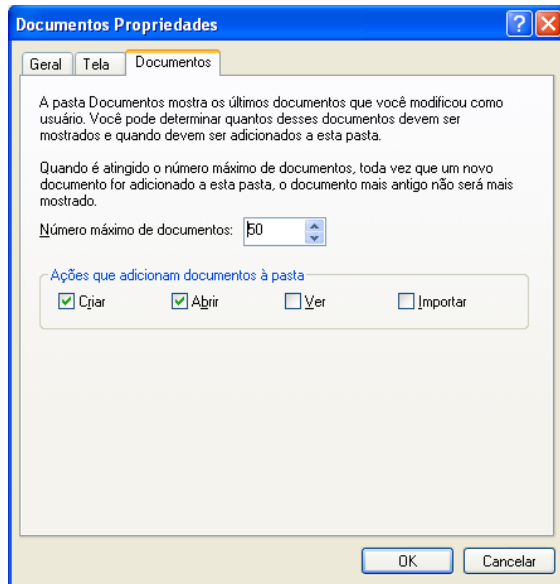 Documentos Propriedades
Geral Tela Documentos
A pasta Documentos mostra os últimos documentos que você modificou como
usuário. Você pode determinar quantos desses documentos devem ser
mostrados e quando devem ser adicionados a esta pasta.
Quando é atingido o número máximo de documentos, toda vez que um novo
documento for adicionado a esta pasta, o documento mais antigo não será mais
mostrado.
Número máximo de documentos: 50
Ações que adicionam documentos à pasta
Criar Abrir Ver Importar
OK Cancelar